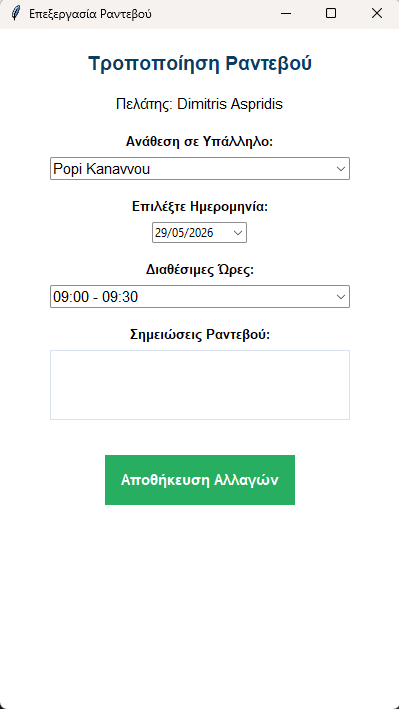 Επεξεργασία Ραντεβού
Τροποποίηση Ραντεβού
Πελάτης: Dimitris Aspridis
Ανάθεση σε Υπάλληλο:
Popi Kanavvou
Επιλέξτε Ημερομηνία:
29/05/2026
Διαθέσιμες Ώρες:
09:00 - 09:30
Σημειώσεις Ραντεβού:
Αποθήκευση Αλλαγών